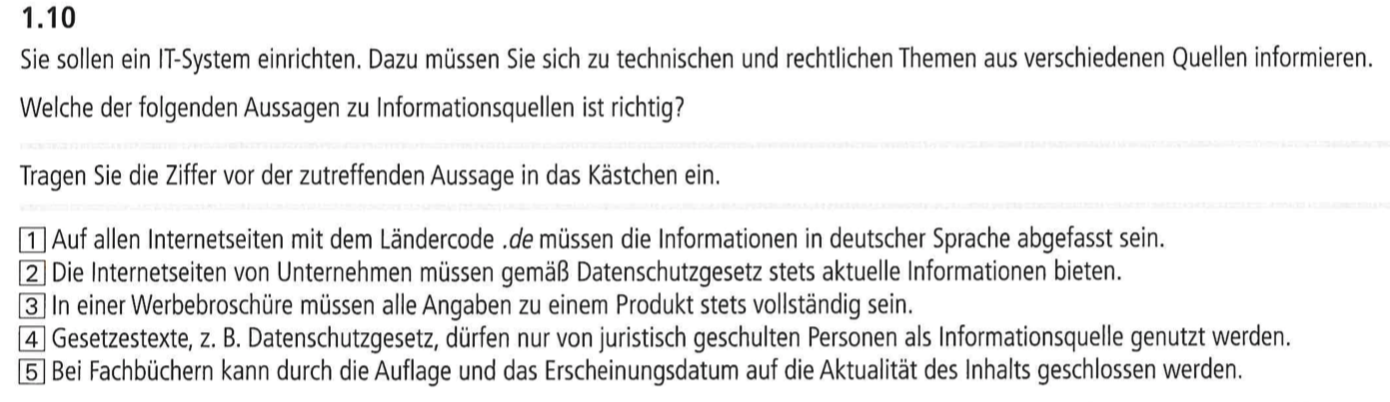 1.10
Sie sollen ein IT-System einrichten. Dazu müssen Sie sich zu technischen und rechtlichen Themen aus verschiedenen Quellen informieren.
Welche der folgenden Aussagen zu Informationsquellen ist richtig?
Tragen Sie die Ziffer vor der zutreffenden Aussage in das Kästchen ein.
1 Auf allen Internetseiten mit dem Ländercode .de müssen die Informationen in deutscher Sprache abgefasst sein.
2 Die Internetseiten von Unternehmen müssen gemäß Datenschutzgesetz stets aktuelle Informationen bieten.
3 In einer Werbebroschüre müssen alle Angaben zu einem Produkt stets vollständig sein.
4 Gesetzestexte, z. B. Datenschutzgesetz, dürfen nur von juristisch geschulten Personen als Informationsquelle genutzt werden.
5 Bei Fachbüchern kann durch die Auflage und das Erscheinungsdatum auf die Aktualität des Inhalts geschlossen werden.